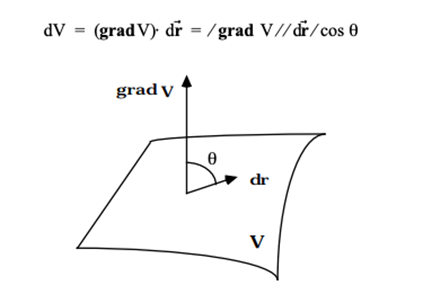 dV = (grad V)· dr⃗ = /grad V//dr⃗/cos θ
grad V
θ
dr
V